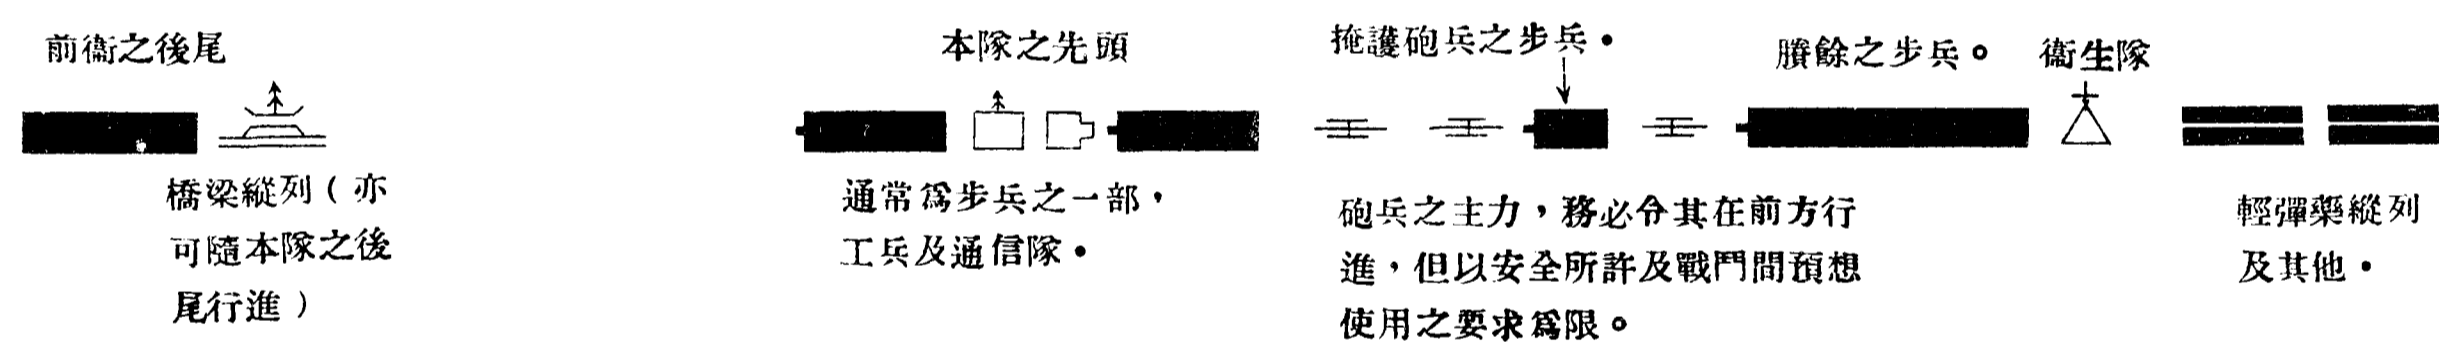 前衞之後尾
橋梁縱列(亦
可隨本隊之後
尾行進)
本隊之先頭
通常爲步兵之一部，
工兵及通信隊。
掩護砲兵之步兵。
砲兵之主力，務必令其在前方行
進，但以安全所許及戰鬥間預想
使用之要求爲限。
賸餘之步兵。
衞生隊
輕彈藥縱列
及其他。